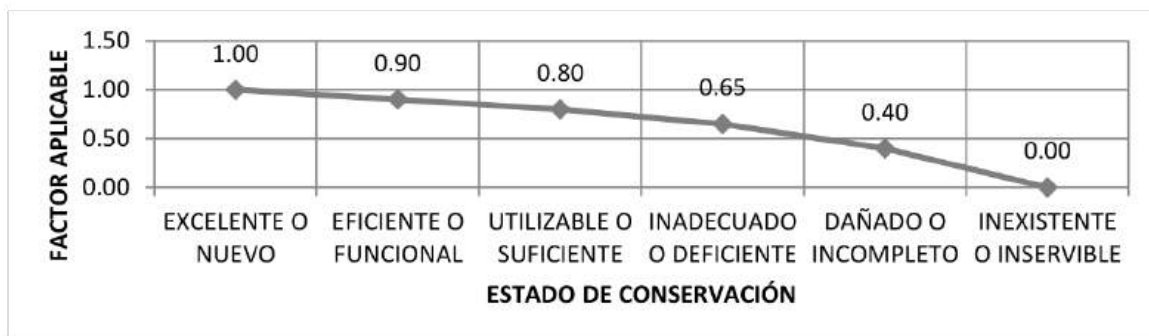 FACTOR APLICABLE
1.50
1.00
0.50
0.00
1.00
0.90
0.80
0.65
0.40
0.00
EXCELENTE O
NUEVO
EFICIENTE O
FUNCIONAL
UTILIZABLE O
SUFICIENTE
INADECUADO
O DEFICIENTE
DAÑADO O
INCOMPLETO
INEXISTENTE
O INSERVIBLE
ESTADO DE CONSERVACIÓN